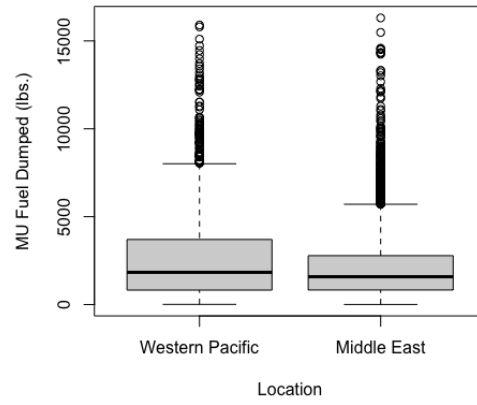 MU Fuel Dumped (lbs.)
15000
10000
5000
0
Western Pacific
Middle East
Location